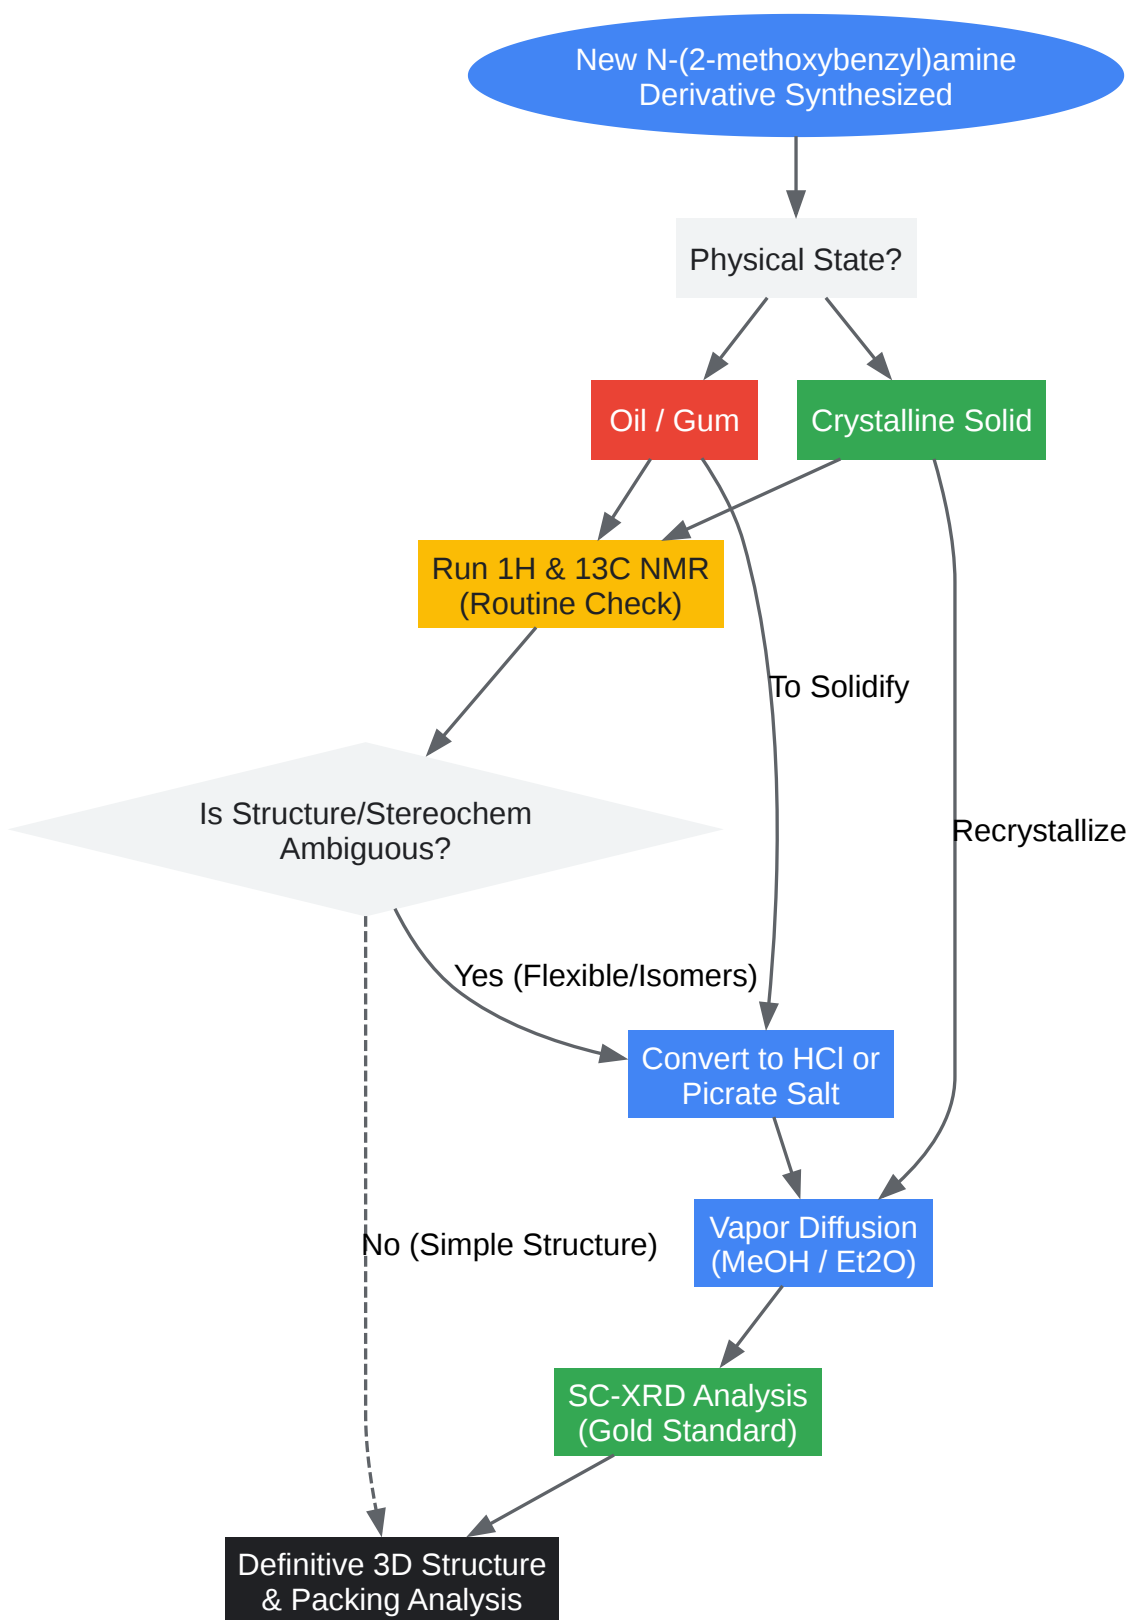 New N-(2-methoxybenzyl)amine
Derivative Synthesized
Physical State?
Oil / Gum
Crystalline Solid
Run 1H & 13C NMR
(Routine Check)
To Solidify
Is Structure/Stereochem
Ambiguous?
Recrystallize
Yes (Flexible/Isomers)
Convert to HCl or
Picrate Salt
No (Simple Structure)
Vapor Diffusion
(MeOH / Et2O)
SC-XRD Analysis
(Gold Standard)
Definitive 3D Structure
& Packing Analysis